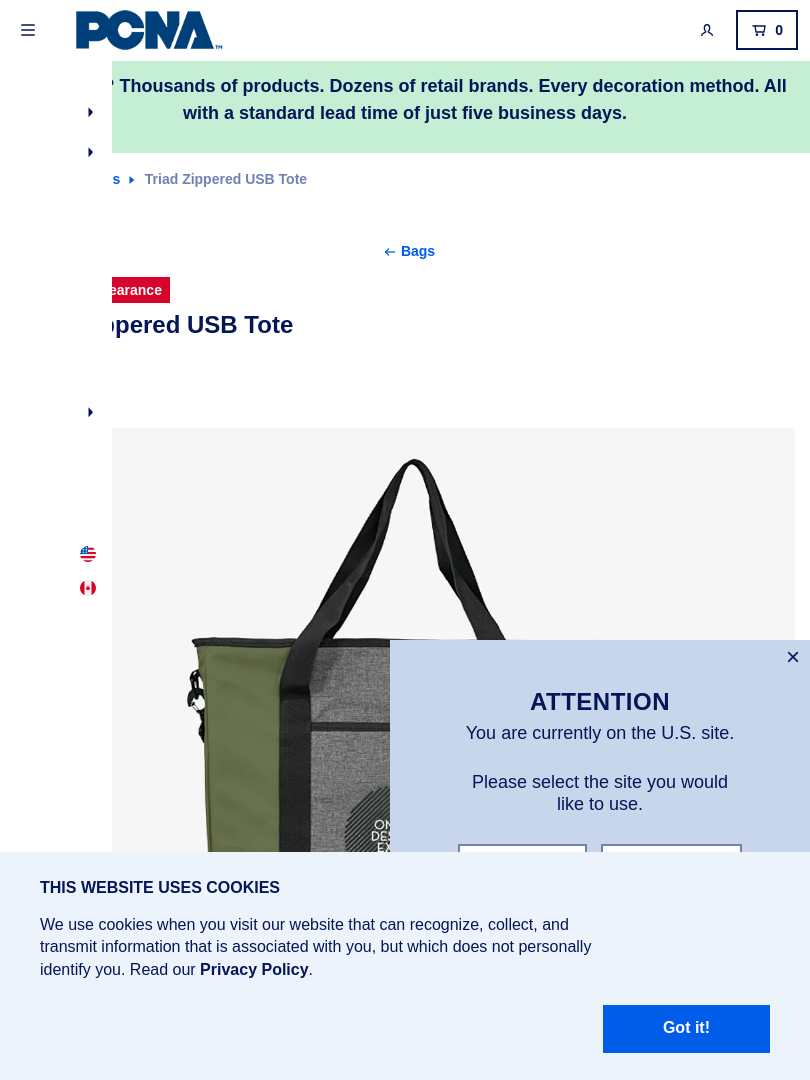 PCNA™
0
? Thousands of products. Dozens of retail brands. Every decoration method. All
with a standard lead time of just five business days.
s Triad Zippered USB Tote
Bags
earance
ppered USB Tote
ON
DES
EX
ATTENTION
You are currently on the U.S. site.
Please select the site you would
like to use.
THIS WEBSITE USES COOKIES
We use cookies when you visit our website that can recognize, collect, and
transmit information that is associated with you, but which does not personally
identify you. Read our Privacy Policy.
Got it!